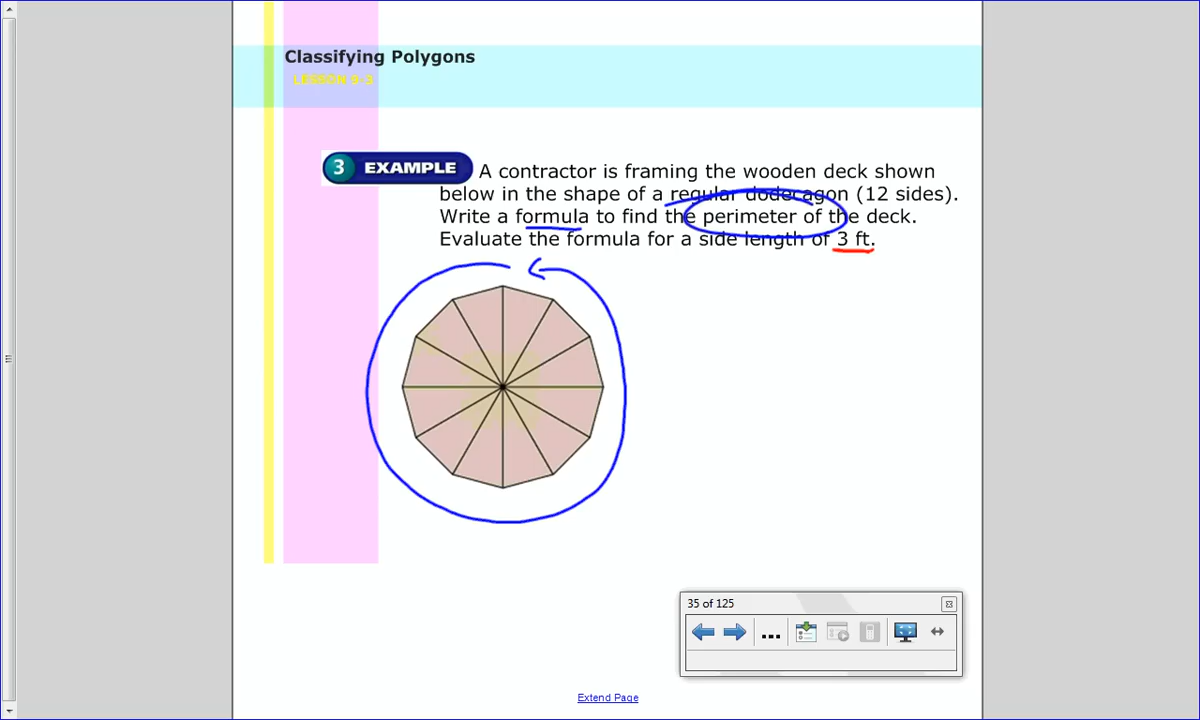 Classifying Polygons
LESSON 9-3
3 EXAMPLE A contractor is framing the wooden deck shown
below in the shape of a regular dodecagon (12 sides).
Write a formula to find the perimeter of the deck.
Evaluate the formula for a side length of 3 ft.
35 of 125
Extend Page